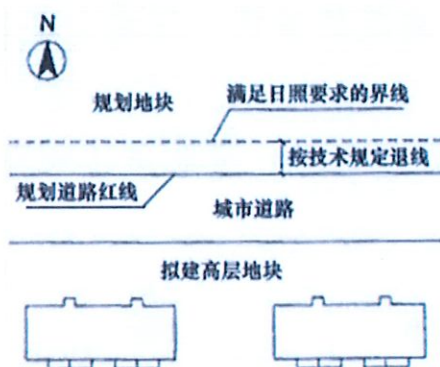 N
规划地块
满足日照要求的界线
按技术规定退线
规划道路红线
城市道路
拟建高层地块